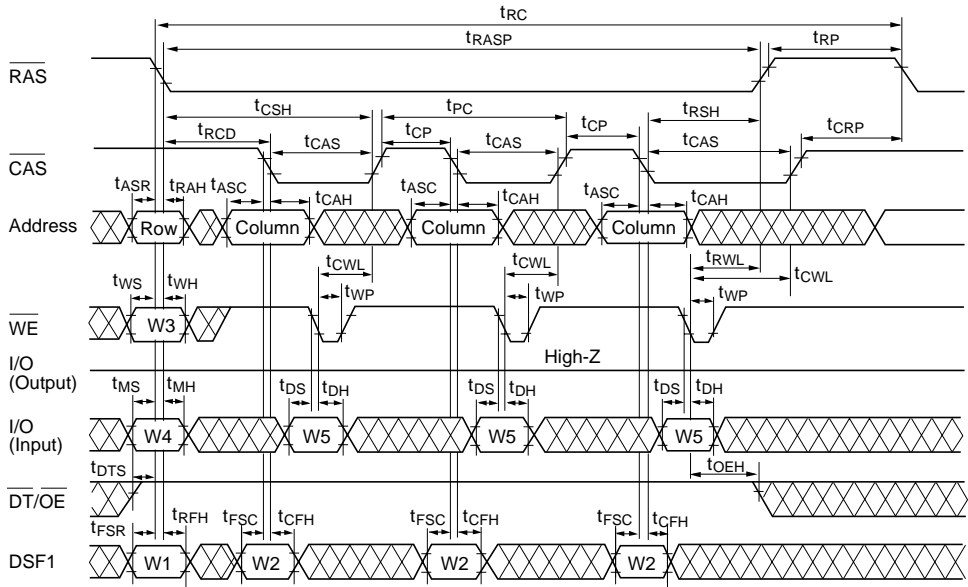 tRC
tRASP tRP
RAS
tCSH tPC tRSH
tRCD tCAS tCP tCAS tCP tCAS tCRP
CAS
tASR tRAH tASC tCAH tASC tCAH tASC tCAH
Address Row Column Column Column
tCWL tCWL tRWL tCWL
tWS tWH tWP tWP tWP
WE W3
I/O (Output) High-Z
tMS tMH tDS tDH tDS tDH tDS tDH
I/O (Input) W4 W5 W5 W5
tDTS tOEH
DT/OE
tFSR tRFH tFSC tCFH tFSC tCFH tFSC tCFH
DSF1 W1 W2 W2 W2